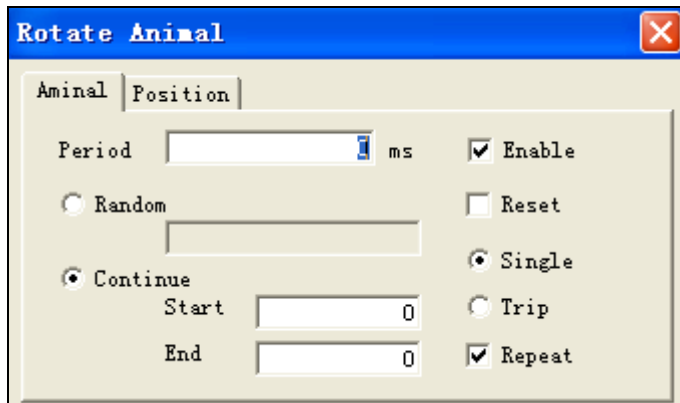 Rotate Animal
Aminal Position
Period ms Enable
Random Reset
Continue Single
Start 0 Trip
End 0 Repeat